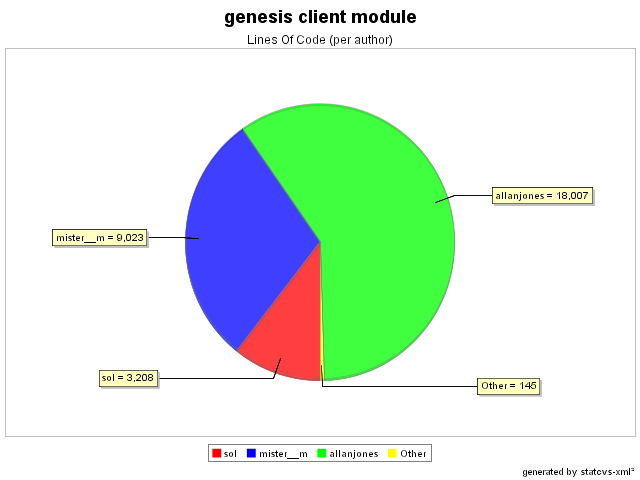 genesis client module
Lines Of Code (per author)
allanjones = 18,007
mister__m = 9,023
sol = 3,208
Other = 145
sol mister__m allanjones Other
generated by statcvs-xml²